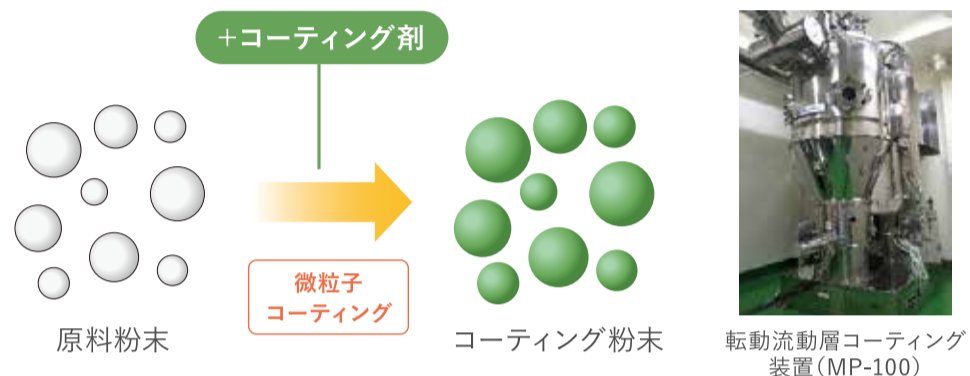 +コーティング剤
微粒子
コーティング
原料粉末
コーティング粉末
転動流動層コーティング
装置(MP-100)